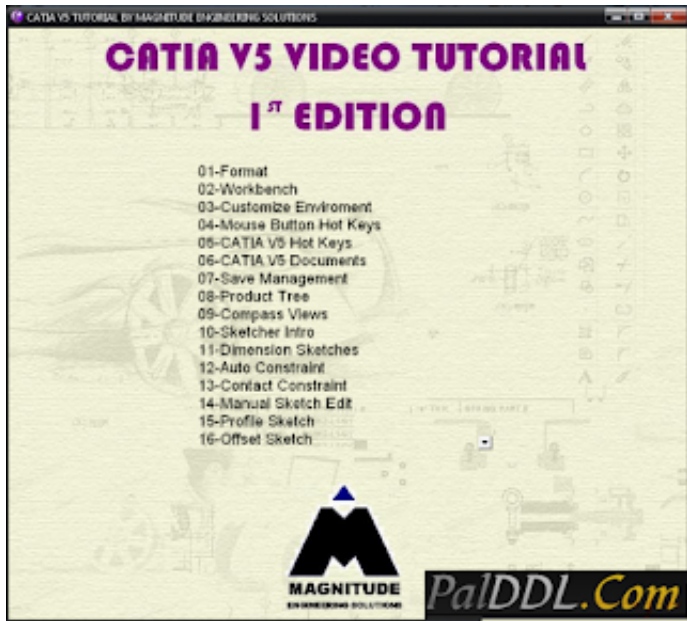 CATIA V5 TUTORIAL BY MAGNITUDE ENGINEERING SOLUTIONS
CATIA V5 VIDEO TUTORIAL
1ST EDITION
01-Format
02-Workbench
03-Customize Enviroment
04-Mouse Button Hot Keys
05-CATIA V5 Hot Keys
06-CATIA V5 Documents
07-Save Management
08-Product Tree
09-Compass Views
10-Sketcher Intro
11-Dimension Sketches
12-Auto Constraint
13-Contact Constraint
14-Manual Sketch Edit
15-Profile Sketch
16-Offset Sketch
MAGNITUDE
ENGINEERING SOLUTIONS
PalDDL.Com